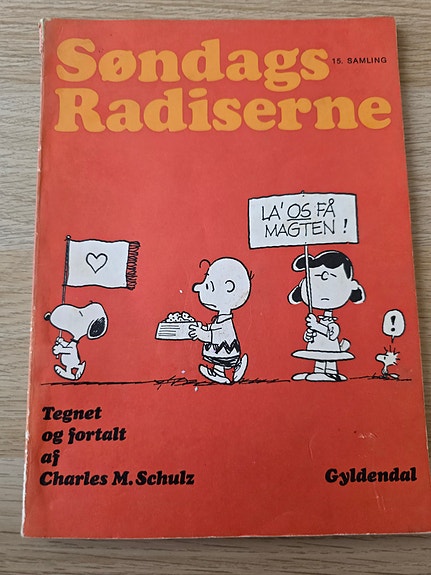 Søndags
15. SAMLING
Radiserne
LA' OS FÅ
MAGTEN!
!
Tegnet
og fortalt
af
Charles M. Schulz
Gyldendal